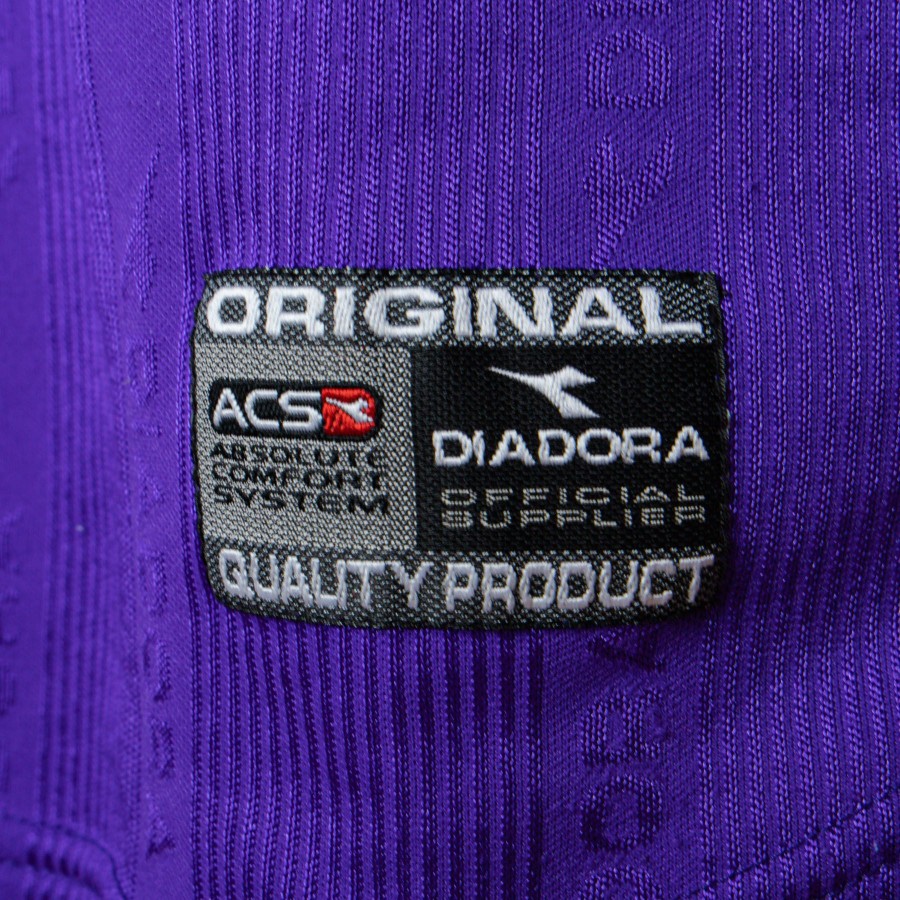 ORIGINAL
ACS
ABSOLUTE
COMFORT
SYSTEM
DIADORA
OFFICIAL
SUPPLIER
QUALITY PRODUCT